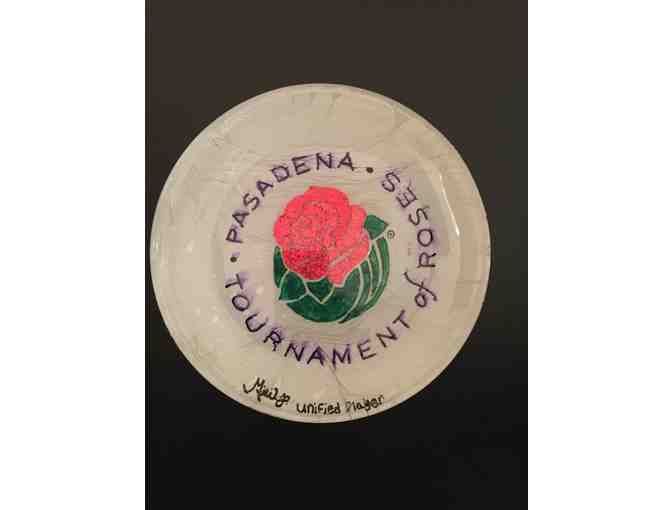 • PASADENA •
TOURNAMENT of ROSES
®
unified Player